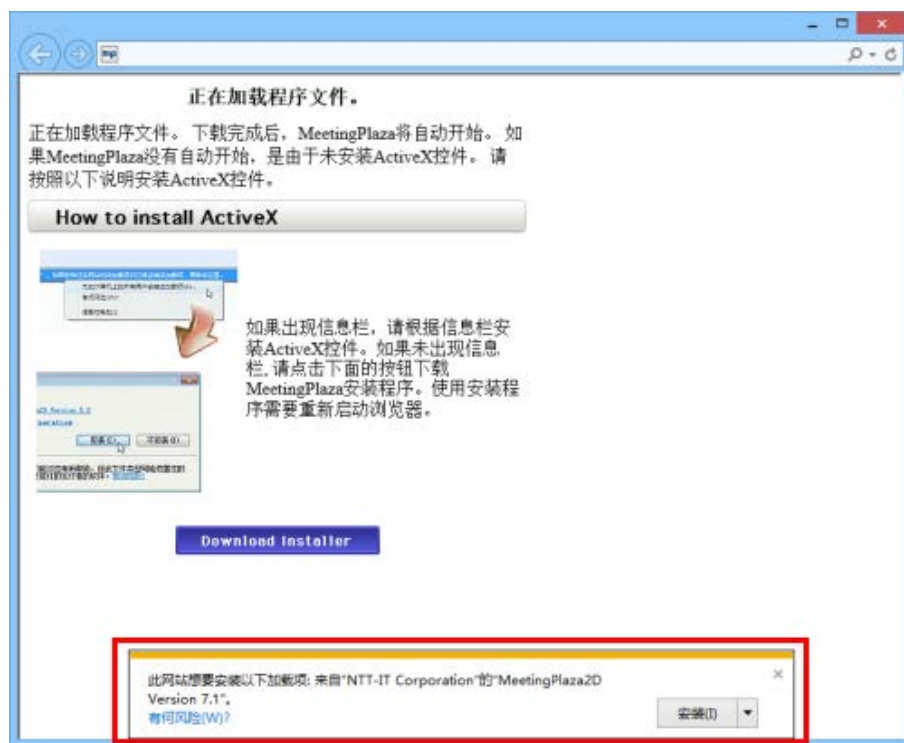 正在加载程序文件。
正在加载程序文件。 下载完成后，MeetingPlaza将自动开始。 如
果MeetingPlaza没有自动开始，是由于未安装ActiveX控件。 请
按照以下说明安装ActiveX控件。
How to install ActiveX
如果出现信息栏，请根据信息栏安
装ActiveX控件。如果未出现信息
栏,请点击下面的按钮下载
MeetingPlaza安装程序。使用安装程
序需要重新启动浏览器。
Download Installer
此网站想要安装以下加载项: 来自"NTT-IT Corporation"的"MeetingPlaza2D
Version 7.1"。
有何风险(W)?
安装(I)